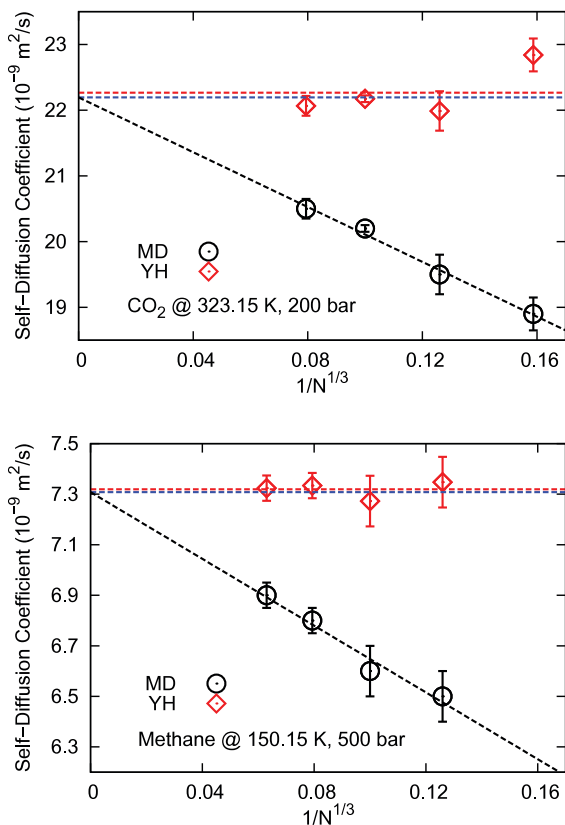 Self−Diffusion Coefficient (10⁻⁹ m²/s)
23
22
21
20
19
MD
YH
CO₂ @ 323.15 K, 200 bar
0 0.04 0.08 0.12 0.16
1/N^1/3
Self−Diffusion Coefficient (10⁻⁹ m²/s)
7.5
7.3
7.1
6.9
6.7
6.5
6.3
MD
YH
Methane @ 150.15 K, 500 bar
0 0.04 0.08 0.12 0.16
1/N^1/3